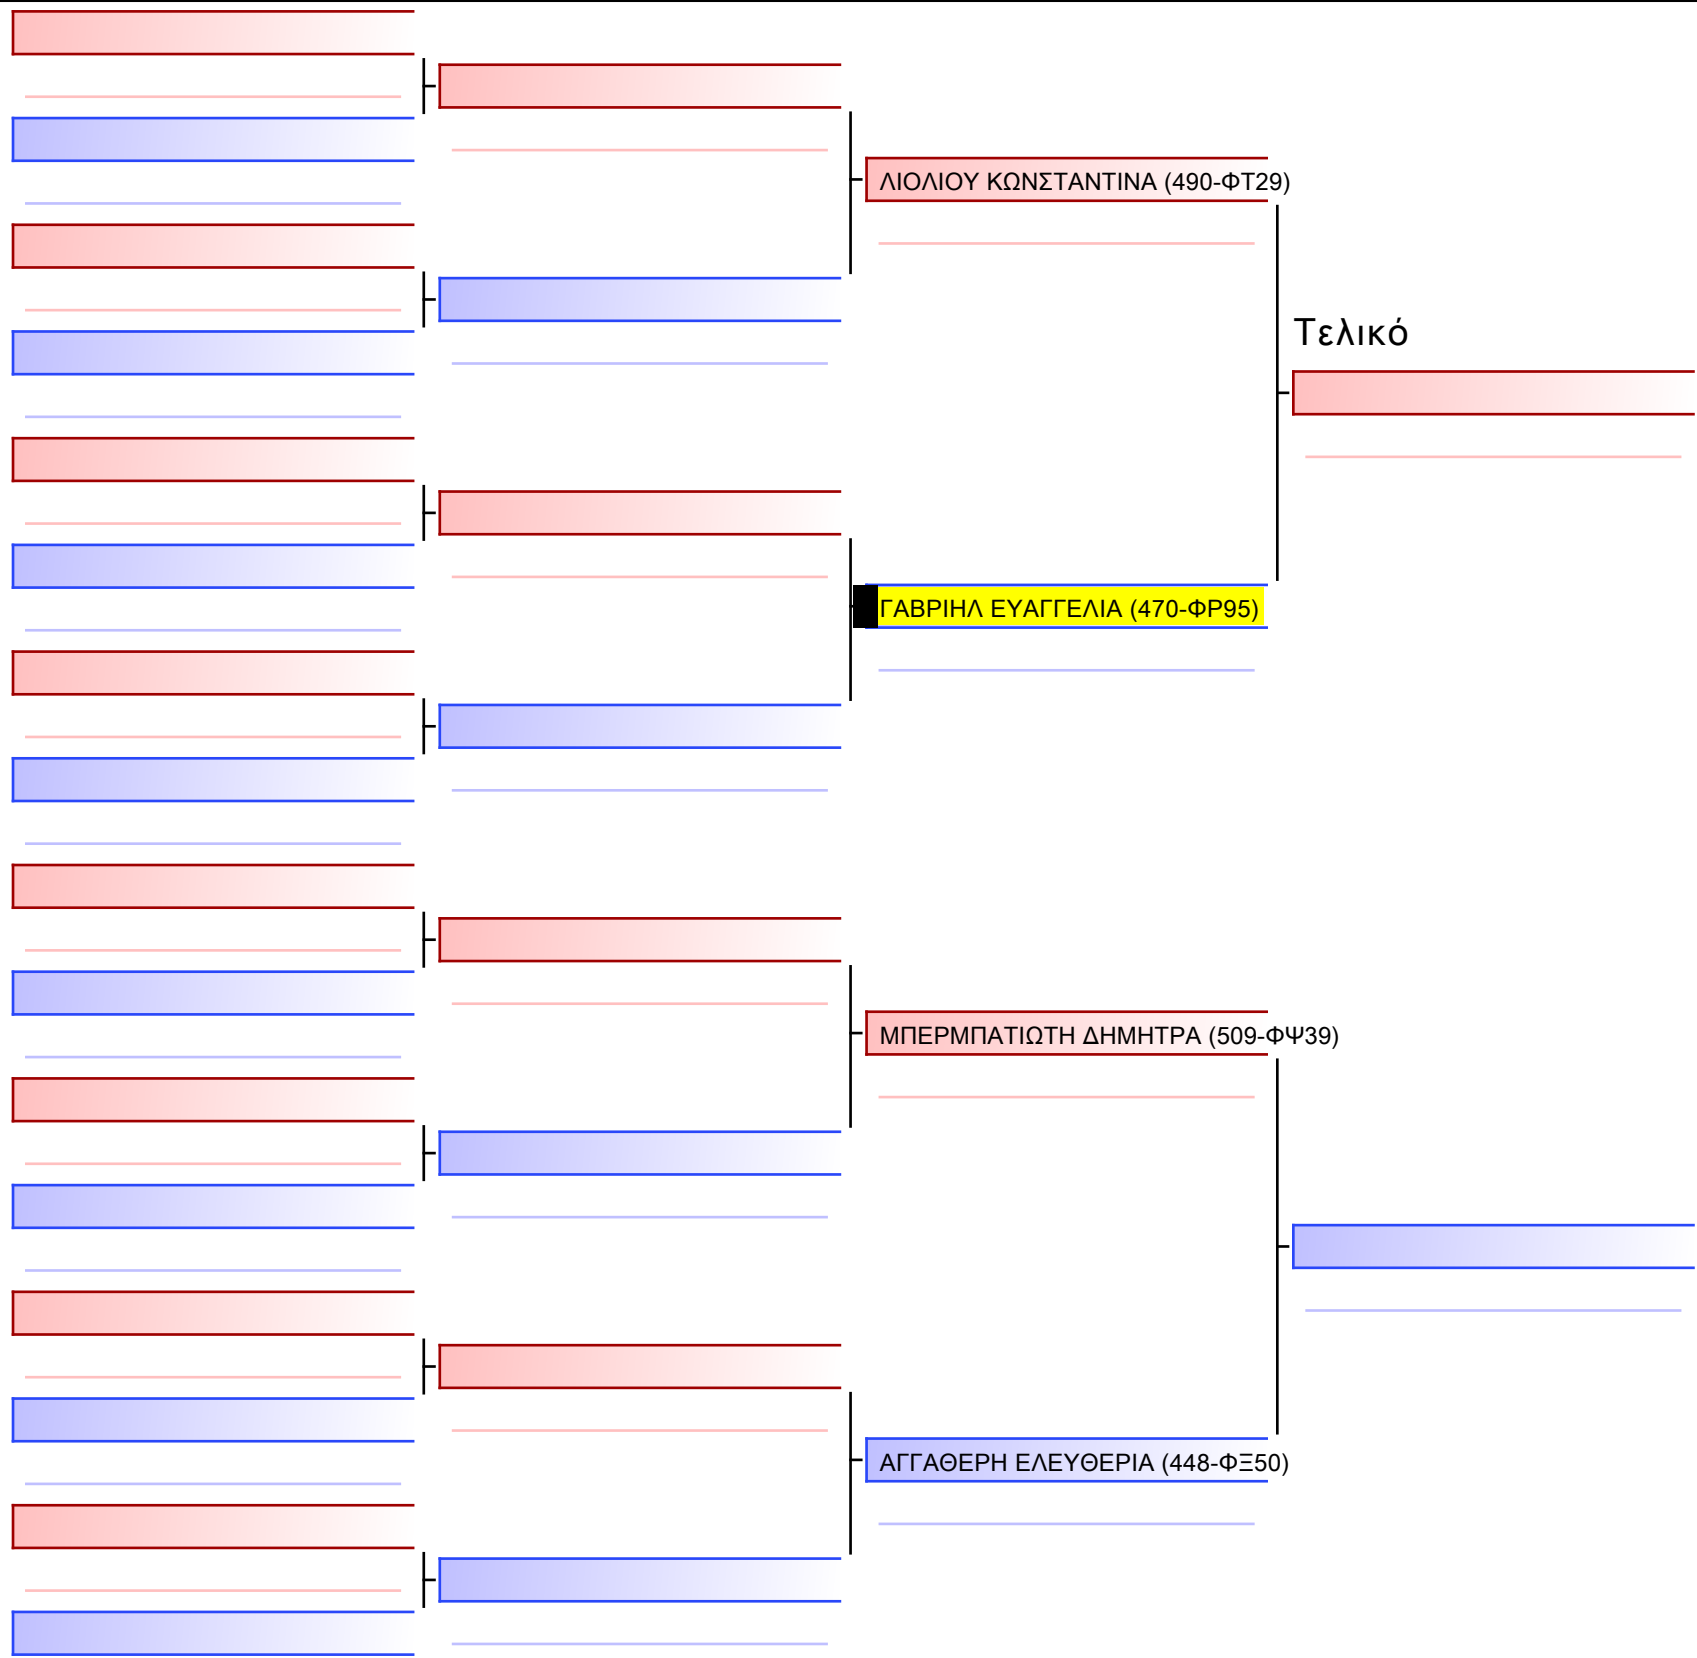 ΛΙΟΛΙΟΥ ΚΩΝΣΤΑΝΤΙΝΑ (490-ΦΤ29)
Τελικό
ΓΑΒΡΙΗΛ ΕΥΑΓΓΕΛΙΑ (470-ΦΡ95)
ΜΠΕΡΜΠΑΤΙΩΤΗ ΔΗΜΗΤΡΑ (509-ΦΨ39)
ΑΓΓΑΘΕΡΗ ΕΛΕΥΘΕΡΙΑ (448-ΦΞ50)